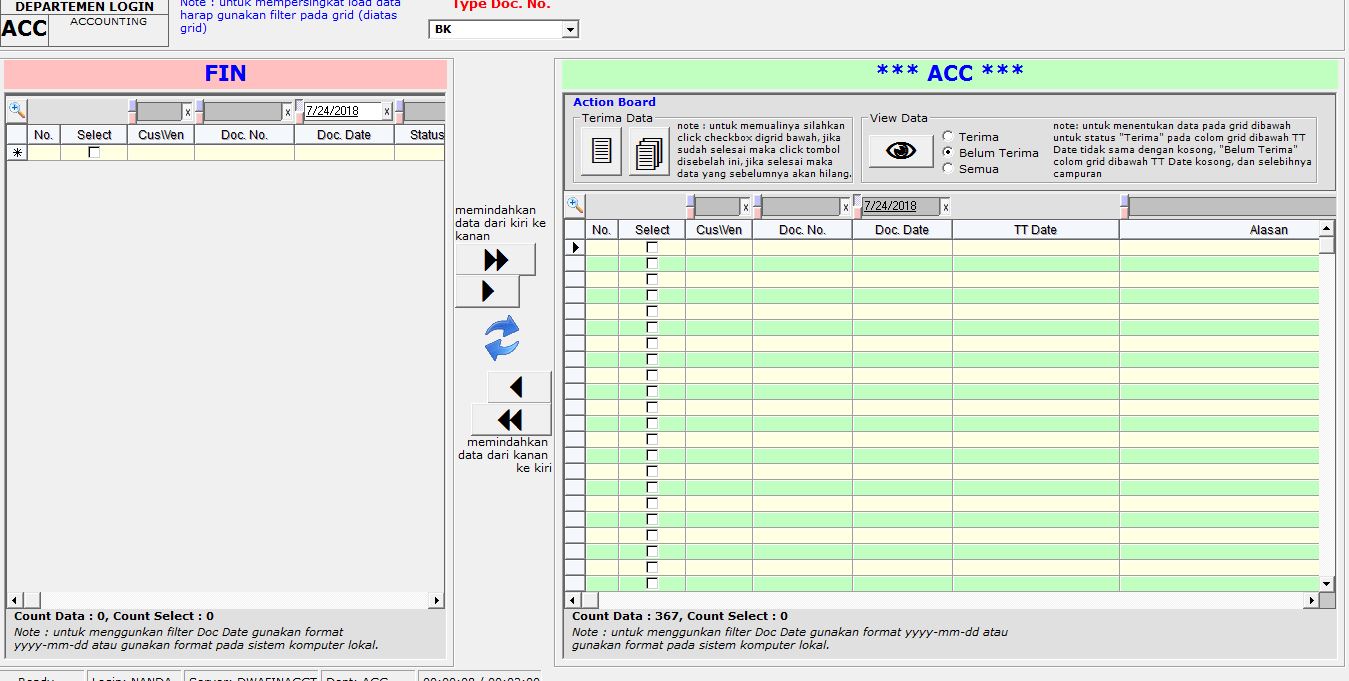 DEPARTEMEN LOGIN
ACC
ACCOUNTING
Note : untuk mempersingkat load data
harap gunakan filter pada grid (diatas
grid)
Type Doc. No.
BK
FIN
x
x
7/24/2018
x
No.
Select
Cus\Ven
Doc. No.
Doc. Date
Status
Count Data : 0, Count Select : 0
Note : untuk menggunkan filter Doc Date gunakan format
yyyy-mm-dd atau gunakan format pada sistem komputer lokal.
memindahkan
data dari kiri ke
kanan
memindahkan
data dari kanan
ke kiri
*** ACC ***
Action Board
Terima Data
note : untuk memualinya silahkan
click checkbox digrid bawah, jika
sudah selesai maka click tombol
disebelah ini, jika selesai maka
data yang sebelumnya akan hilang.
View Data
Terima
Belum Terima
Semua
note: untuk menentukan data pada grid dibawah
untuk status "Terima" pada colom grid dibawah TT
Date tidak sama dengan kosong, "Belum Terima"
colom grid dibawah TT Date kosong, dan selebihnya
campuran
x
x
7/24/2018
x
No.
Select
Cus\Ven
Doc. No.
Doc. Date
TT Date
Alasan
Count Data : 367, Count Select : 0
Note : untuk menggunkan filter Doc Date gunakan format yyyy-mm-dd atau
gunakan format pada sistem komputer lokal.
Ready
Login: NANDA
Server:
Dept: ACC